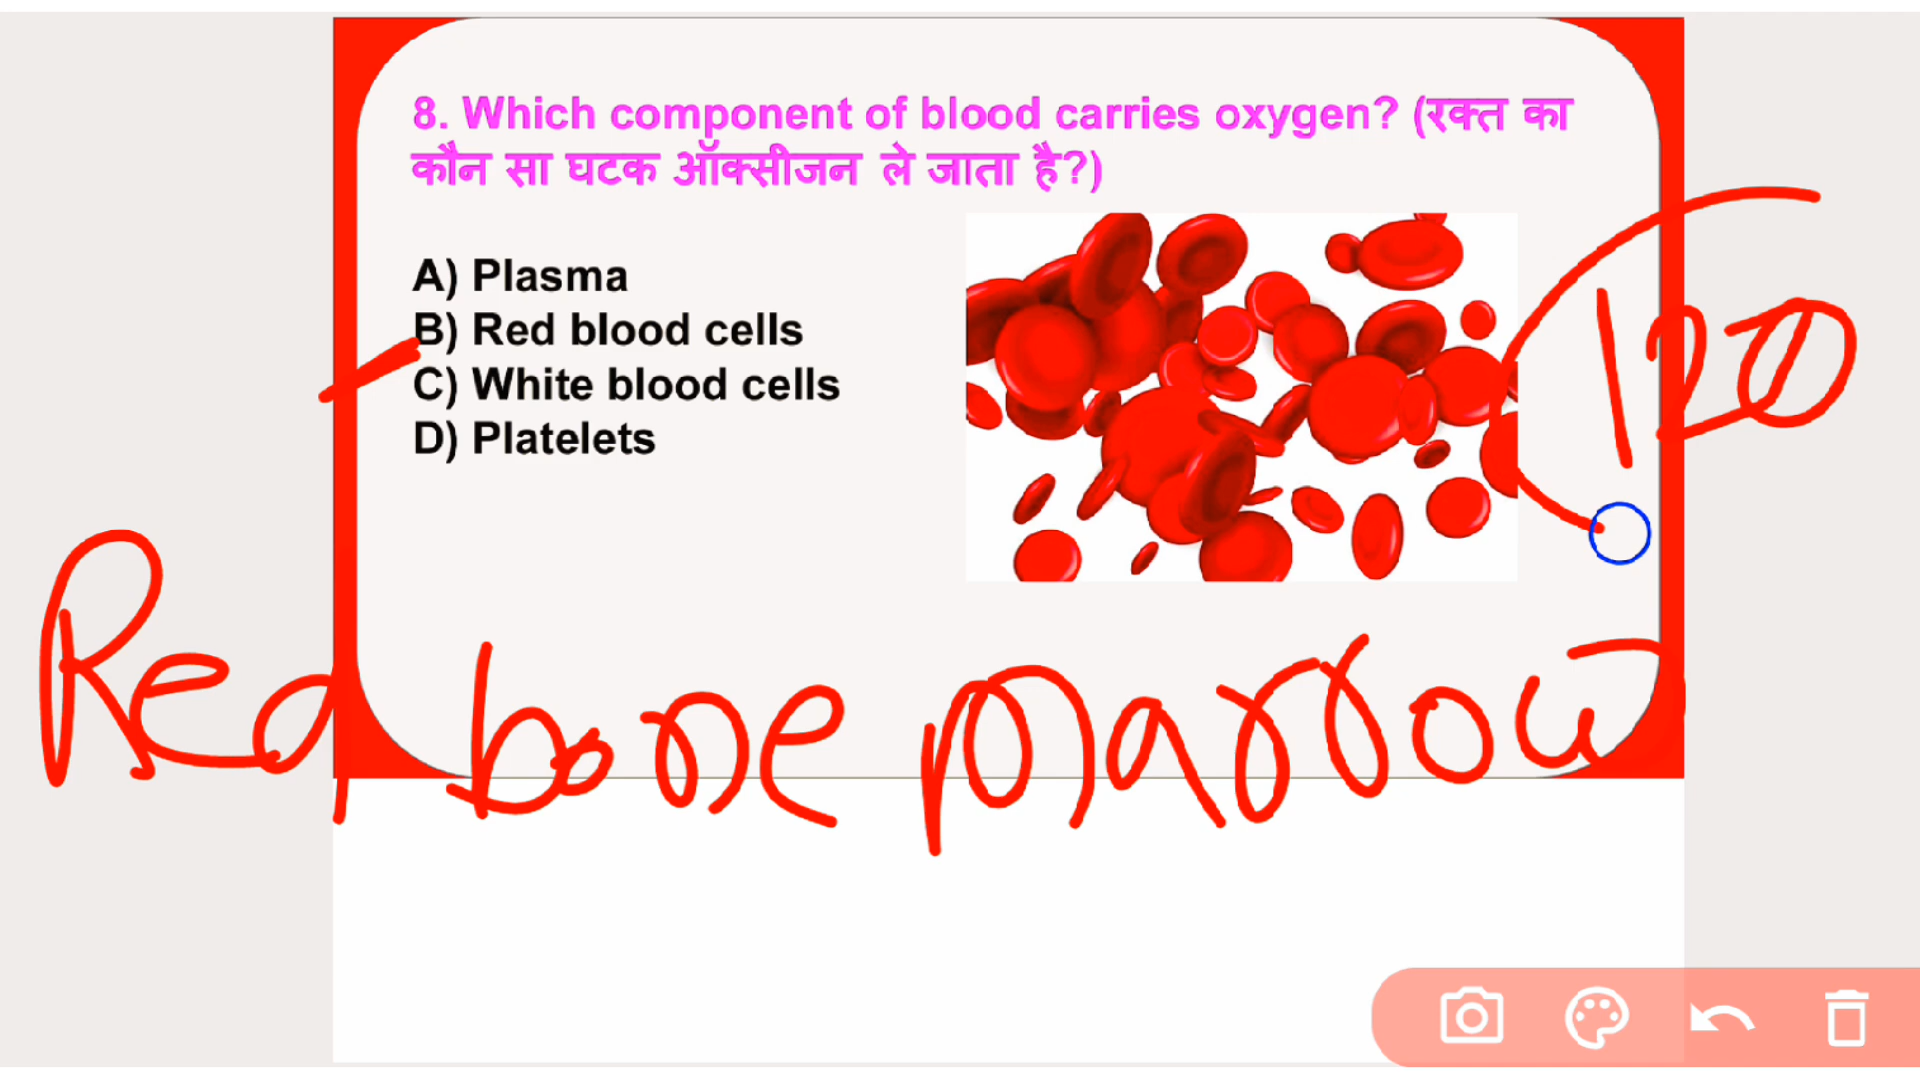 8. Which component of blood carries oxygen? (रक्त का
कौन सा घटक ऑक्सीजन ले जाता है?)
A) Plasma
B) Red blood cells
C) White blood cells
D) Platelets
120
Red bone marrow